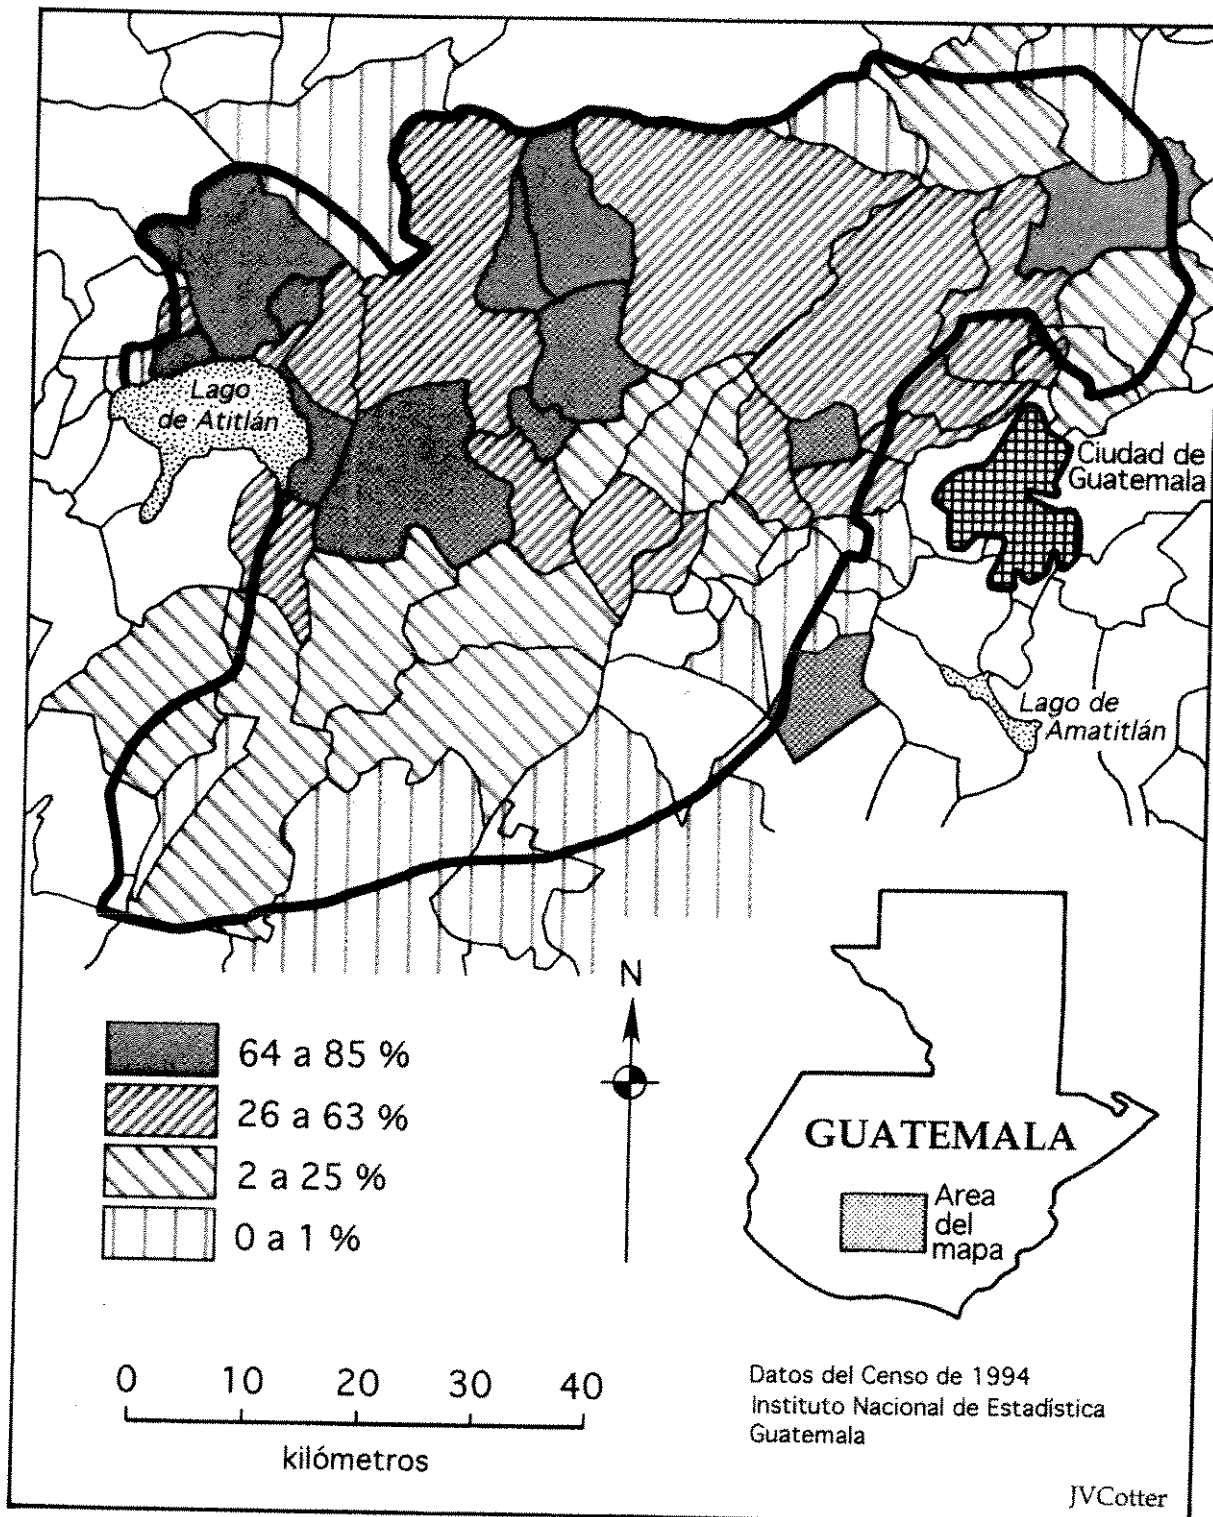 Lago
de Atitlán
Ciudad de
Guatemala
Lago de
Amatitlán
N
64 a 85 %
26 a 63 %
2 a 25 %
0 a 1 %
GUATEMALA
Area
del
mapa
0 10 20 30 40
kilómetros
Datos del Censo de 1994
Instituto Nacional de Estadística
Guatemala
JVCotter